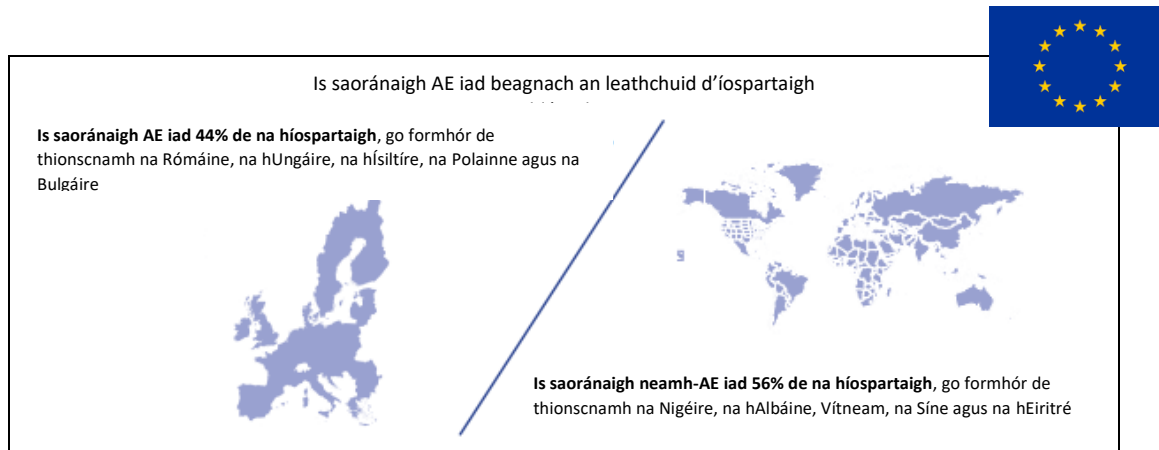 Is saoránaigh AE iad beagnach an leathchuid d’íospartaigh
Is saoránaigh AE iad 44% de na híospartaigh, go formhór de
thionscnamh na Rómáine, na hUngáire, na hÍsiltíre, na Polainne agus na
Bulgáire
Is saoránaigh neamh-AE iad 56% de na híospartaigh, go formhór de
thionscnamh na Nigéire, na hAlbáine, Vítneam, na Síne agus na hEiritré